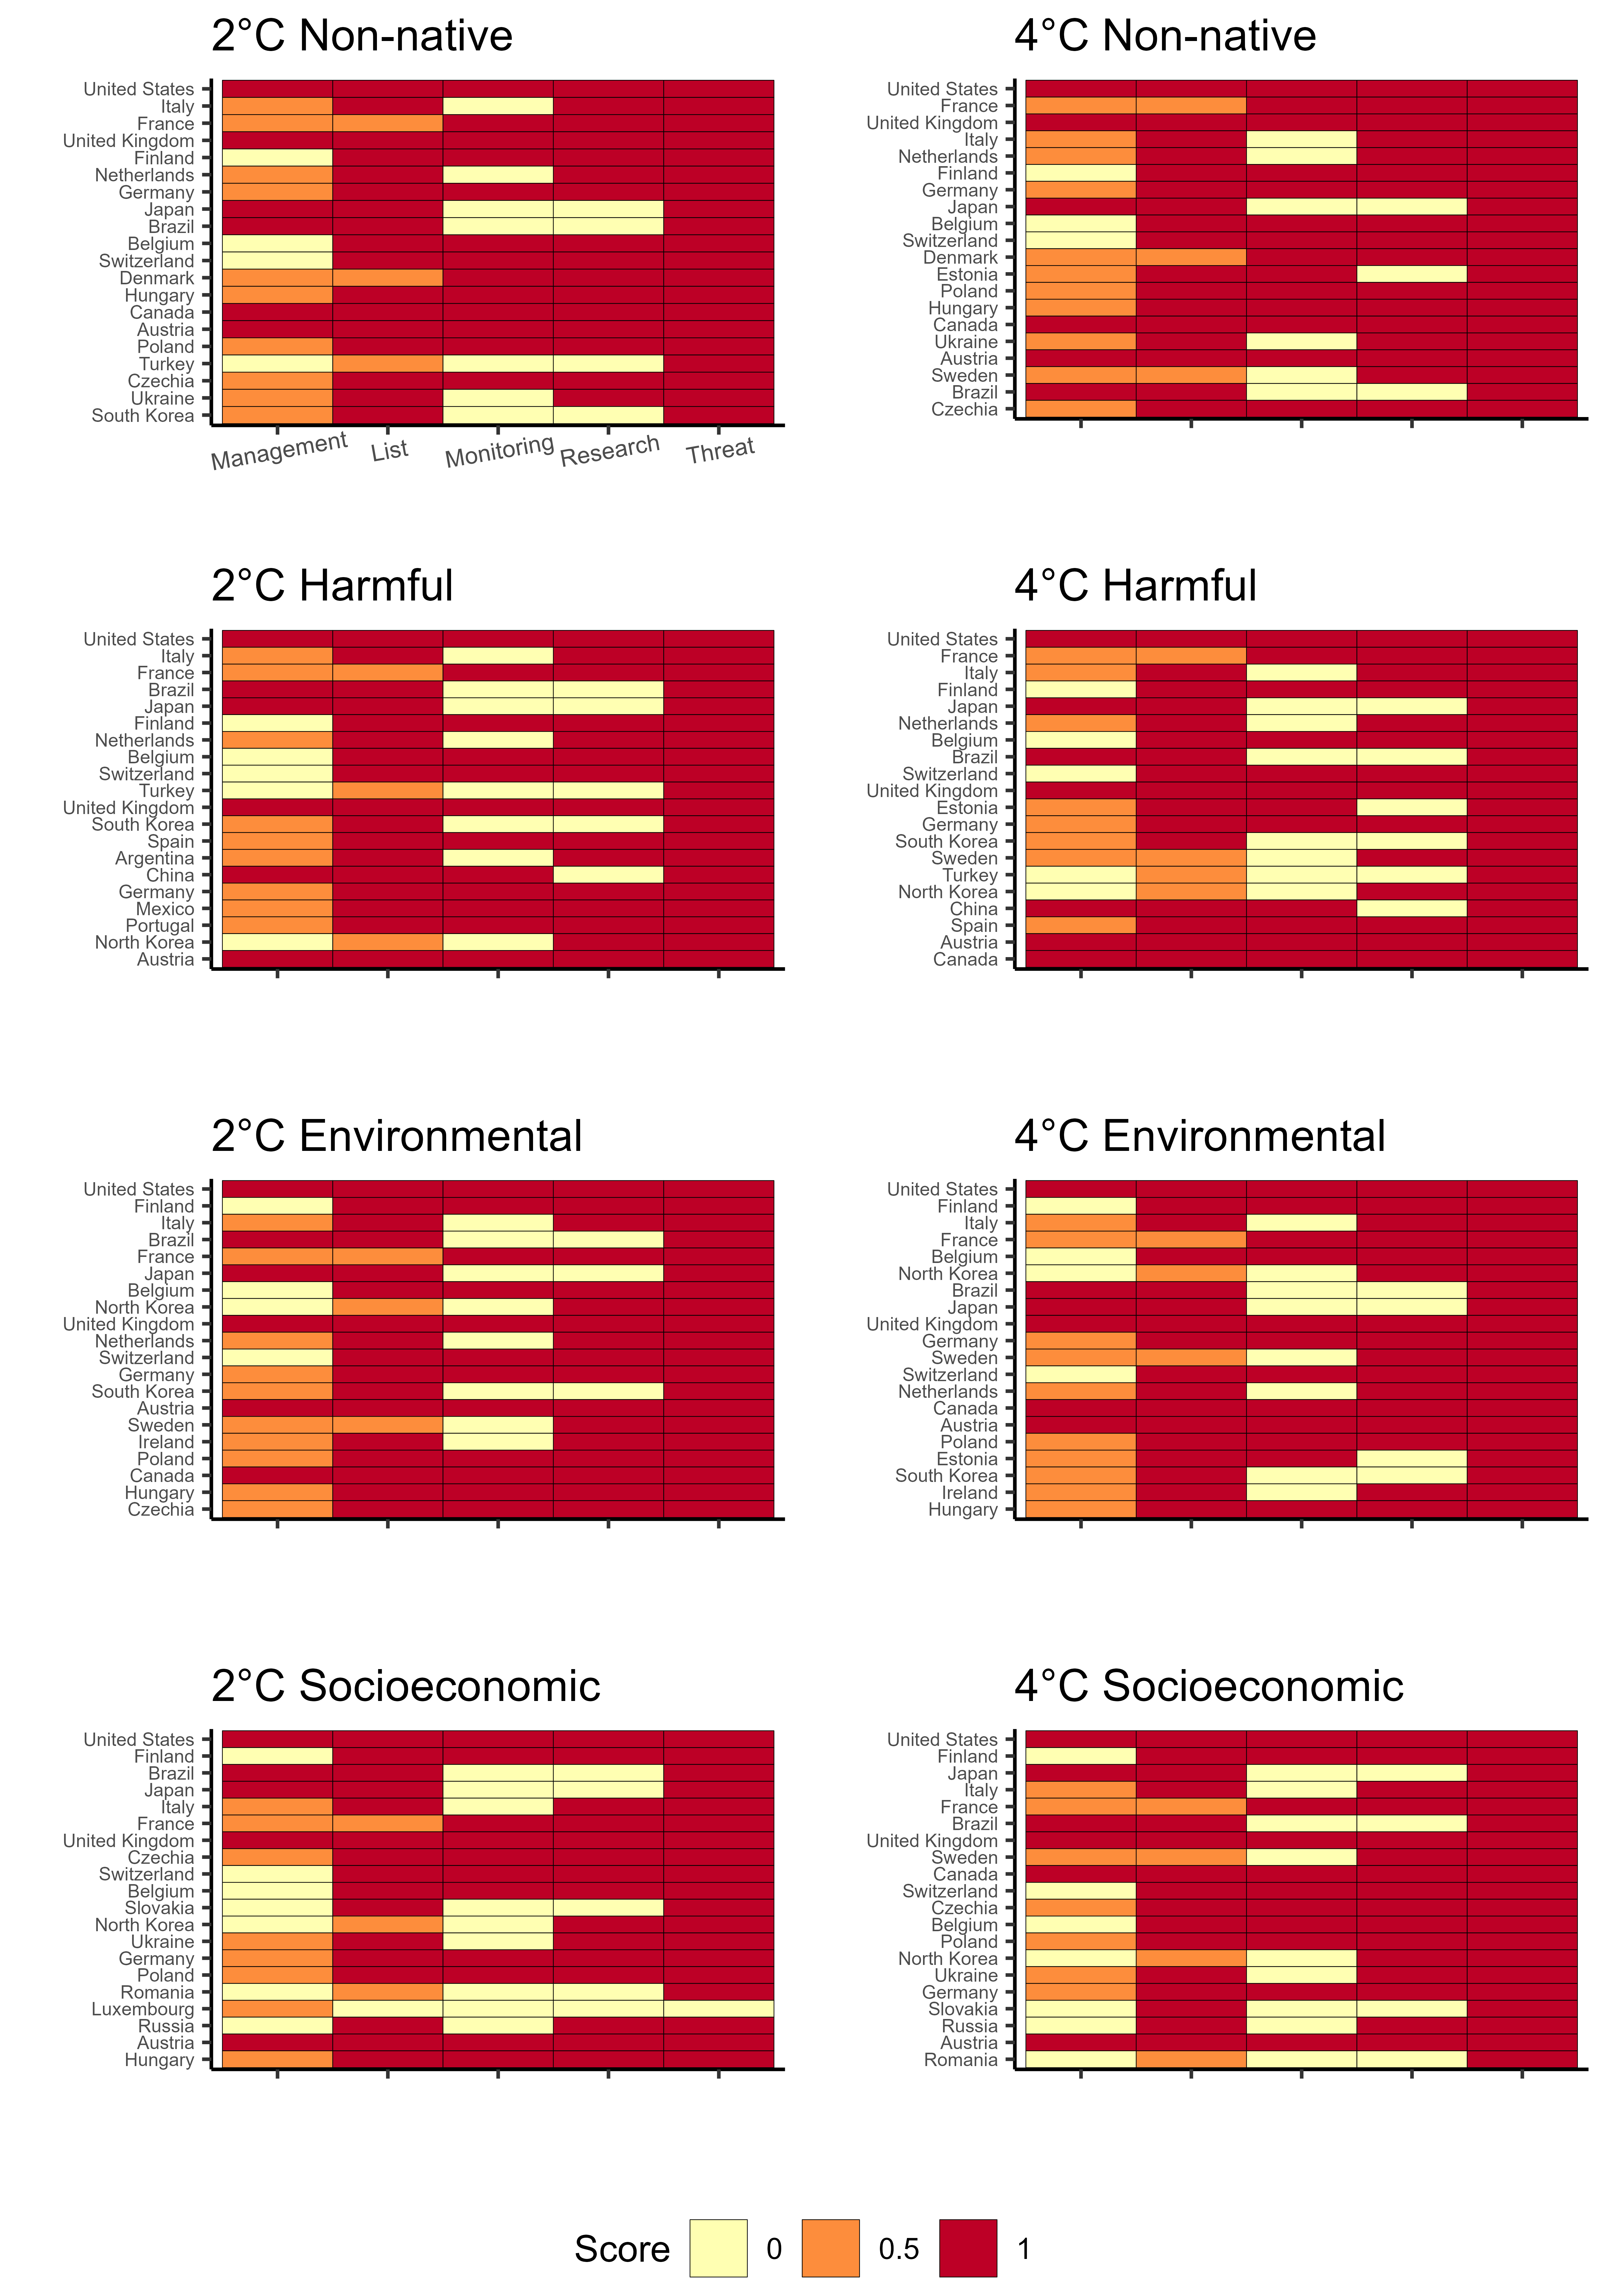 2°C Non-native
United States
Italy
France
United Kingdom
Finland
Netherlands
Germany
Japan
Brazil
Belgium
Switzerland
Denmark
Hungary
Canada
Austria
Poland
Turkey
Czechia
Ukraine
South Korea
Management List Monitoring Research Threat
4°C Non-native
United States
France
United Kingdom
Italy
Netherlands
Finland
Germany
Japan
Belgium
Switzerland
Denmark
Estonia
Poland
Hungary
Canada
Ukraine
Austria
Sweden
Brazil
Czechia
2°C Harmful
United States
Italy
France
Brazil
Japan
Finland
Netherlands
Belgium
Switzerland
Turkey
United Kingdom
South Korea
Spain
Argentina
China
Germany
Mexico
Portugal
North Korea
Austria
4°C Harmful
United States
France
Italy
Finland
Japan
Netherlands
Belgium
Brazil
Switzerland
United Kingdom
Estonia
Germany
South Korea
Sweden
Turkey
North Korea
China
Spain
Austria
Canada
2°C Environmental
United States
Finland
Italy
Brazil
France
Japan
Belgium
North Korea
United Kingdom
Netherlands
Switzerland
Germany
South Korea
Austria
Sweden
Ireland
Poland
Canada
Hungary
Czechia
4°C Environmental
United States
Finland
Italy
France
Belgium
North Korea
Brazil
Japan
United Kingdom
Germany
Sweden
Switzerland
Netherlands
Canada
Austria
Poland
Estonia
South Korea
Ireland
Hungary
2°C Socioeconomic
United States
Finland
Brazil
Japan
Italy
France
United Kingdom
Czechia
Switzerland
Belgium
Slovakia
North Korea
Ukraine
Germany
Poland
Romania
Luxembourg
Russia
Austria
Hungary
4°C Socioeconomic
United States
Finland
Japan
Italy
France
Brazil
United Kingdom
Sweden
Canada
Switzerland
Czechia
Belgium
Poland
North Korea
Ukraine
Germany
Slovakia
Russia
Austria
Romania
Score 0 0.5 1